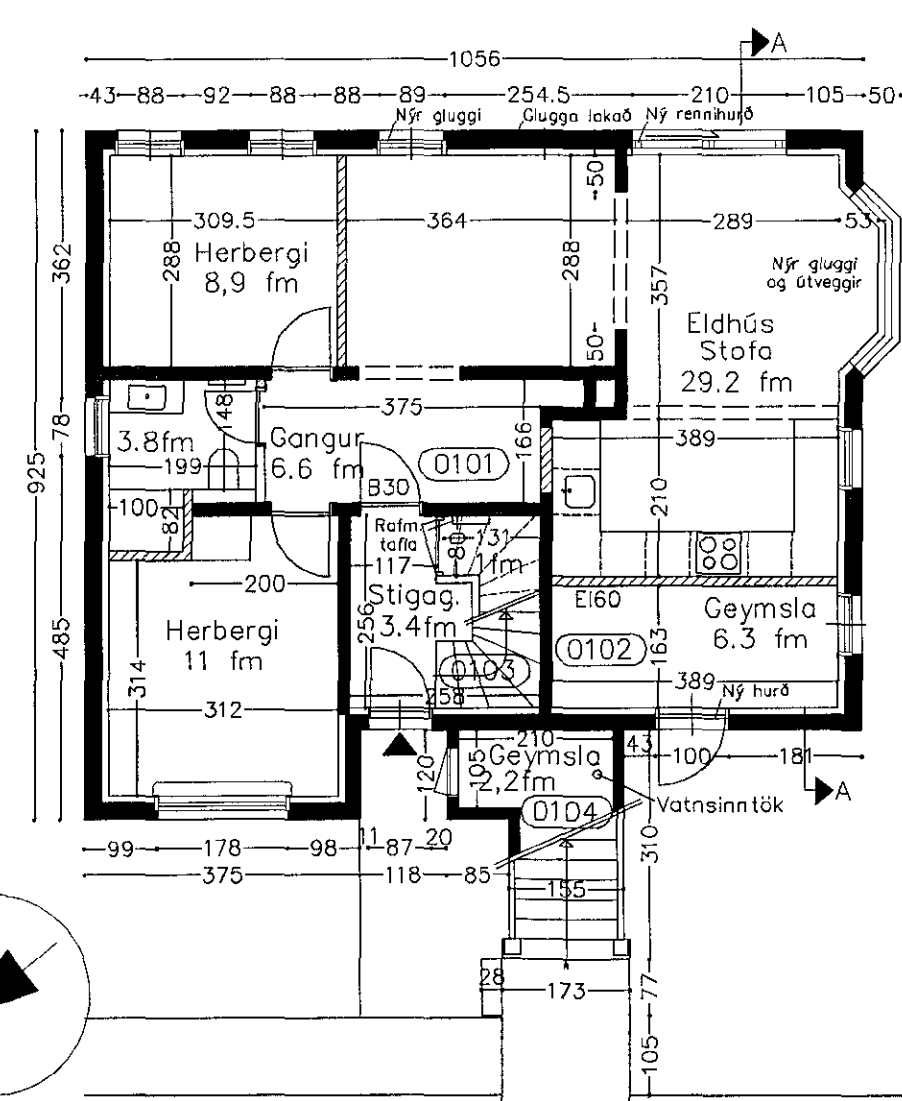 A
1056
43 88 92 88 88 89 254.5 210 105 50
Nýr gluggi
Glugga lokað
Ný rennihurð
50
309.5
364
289
53
Herbergi
8,9 fm
288
288
362
357
Nýr gluggi
og útveggir
Eldhús
Stofa
29.2 fm
50
375
148
166
389
3.8fm
Gangur
6.6 fm
0101
199
78
925
B30
100
82
210
Rafm.
tafla
131
80
1fm
117
200
Stigag.
3.4fm
256
EI60
Geymsla
6.3 fm
Herbergi
11 fm
0102
163
485
314
0103
389
Ný hurð
312
258
210
Geymsla
2,2fm
43
100
181
120
105
A
0104
Vatnsinntök
99 178 98
11
87
20
310
375
118
85
155
28
173
77
105